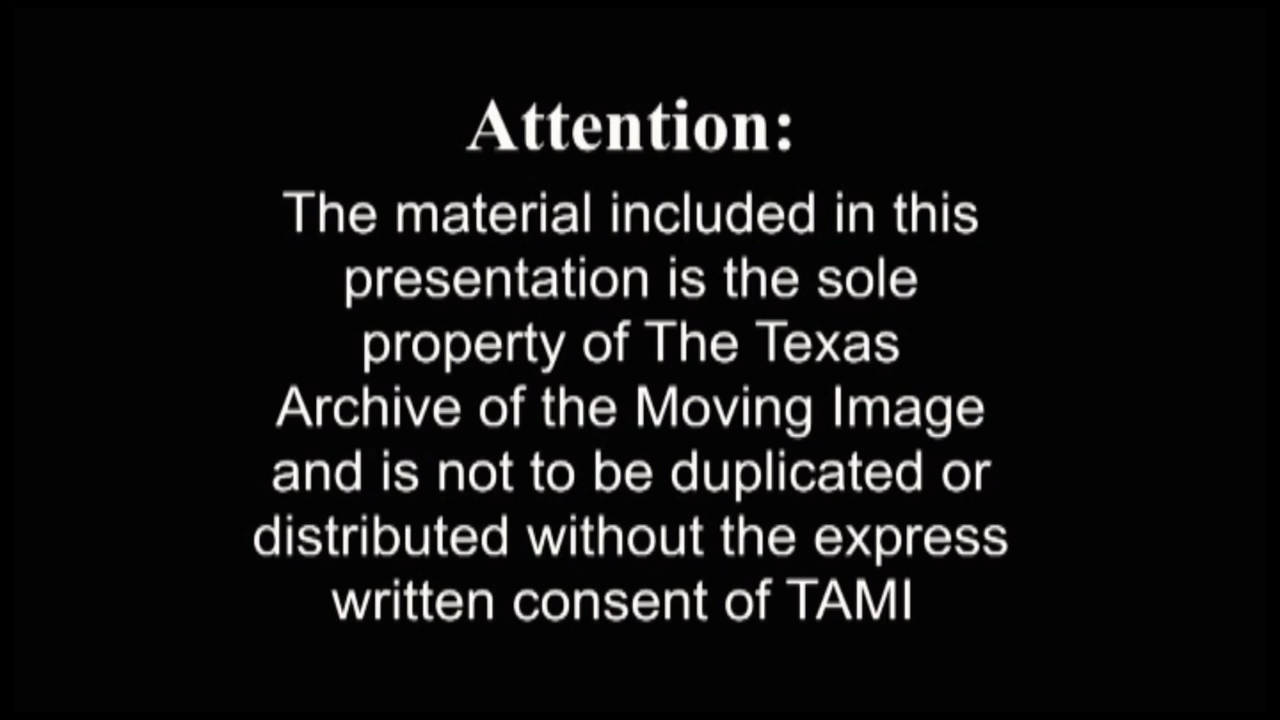 Attention:
The material included in this
presentation is the sole
property of The Texas
Archive of the Moving Image
and is not to be duplicated or
distributed without the express
written consent of TAMI